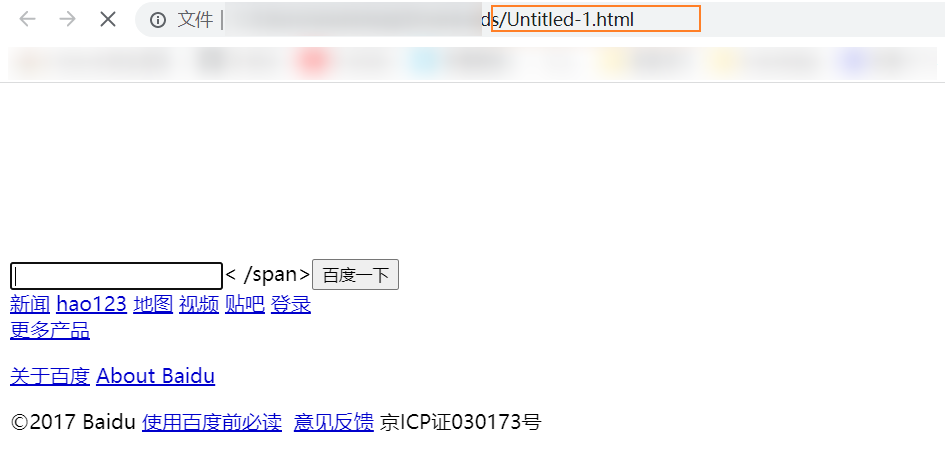 文件 | ds/Untitled-1.html
< /span>百度一下
新闻 hao123 地图 视频 贴吧 登录
更多产品
关于百度 About Baidu
©2017 Baidu 使用百度前必读 意见反馈 京ICP证030173号